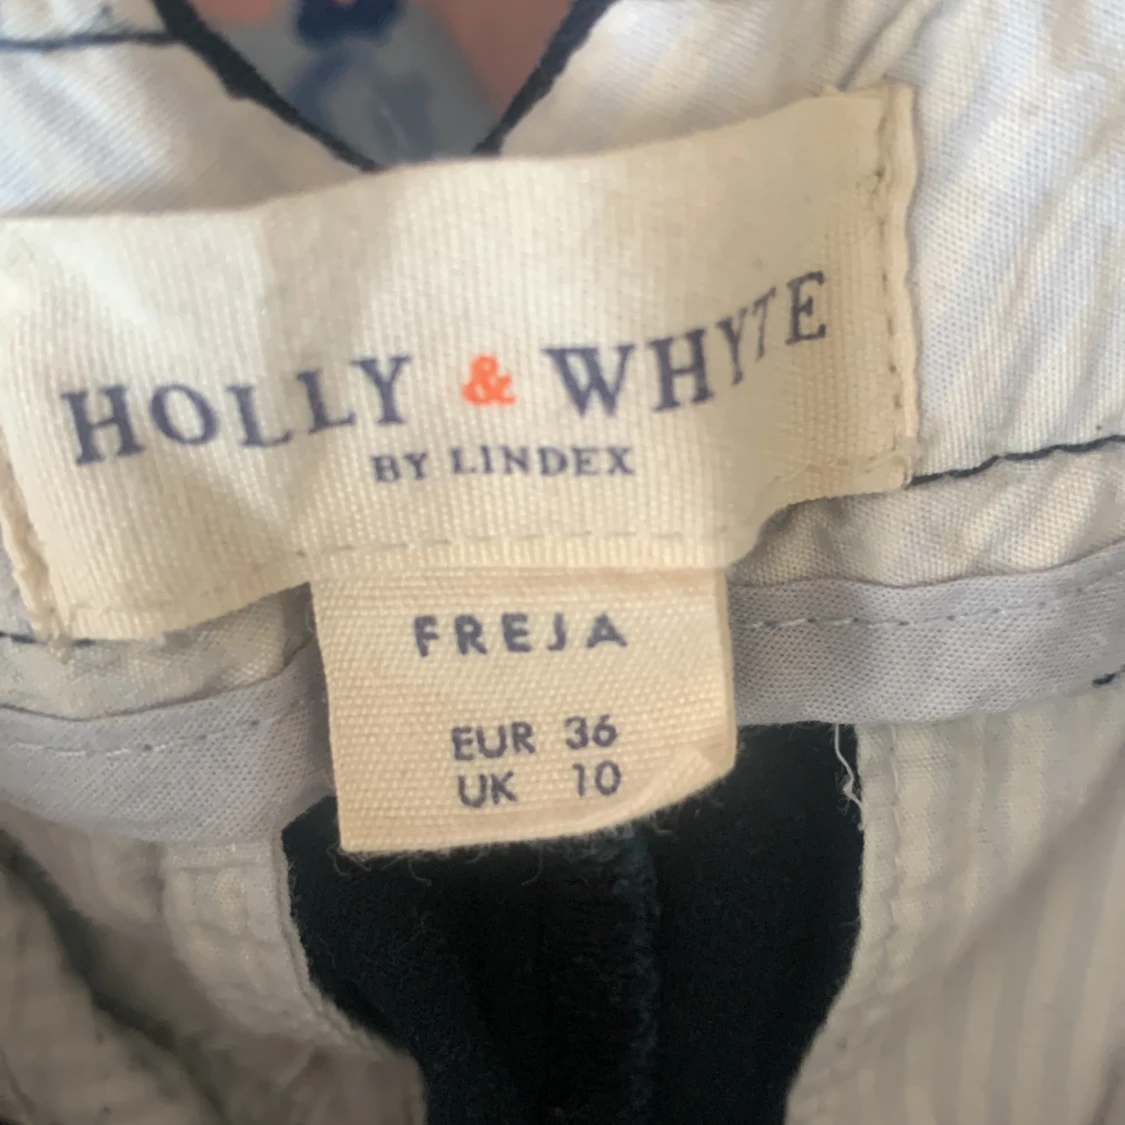 HOLLY & WHYTE
BY LINDEX
FREJA
EUR 36
UK 10